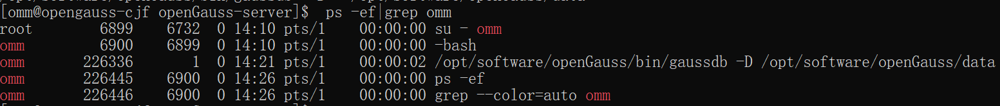 [omm@opengauss-cjf openGauss-server]$  ps -ef|grep omm
root        6899    6732  0 14:10 pts/1    00:00:00 su - omm
omm         6900    6899  0 14:10 pts/1    00:00:00 -bash
omm       226336       1  0 14:21 pts/1    00:00:02 /opt/software/openGauss/bin/gaussdb -D /opt/software/openGauss/data
omm       226445    6900  0 14:26 pts/1    00:00:00 ps -ef
omm       226446    6900  0 14:26 pts/1    00:00:00 grep --color=auto omm